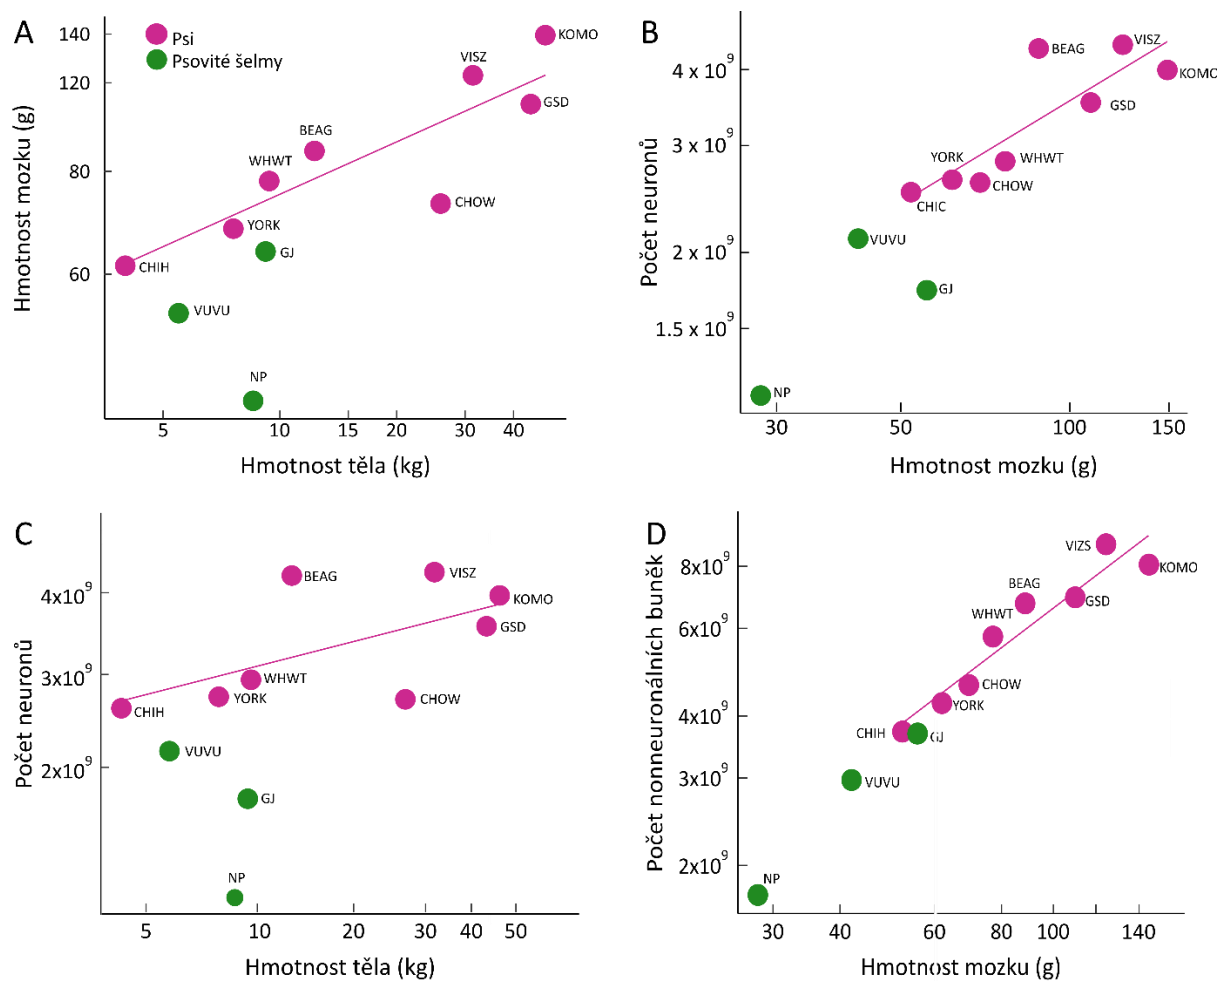 A
Psi
Psovité šelmy
140
120
80
60
Hmotnost mozku (g)
KOMO
VISZ
GSD
BEAG
WHWT
CHOW
YORK
GJ
CHIH
VUVU
NP
5
10
15
20
30
40
Hmotnost těla (kg)
B
4 x 10⁹
3 x 10⁹
2 x 10⁹
1.5 x 10⁹
Počet neuronů
VISZ
BEAG
KOMO
GSD
YORK
WHWT
CHOW
CHIC
VUVU
GJ
NP
30
50
100
150
Hmotnost mozku (g)
C
4x10⁹
3x10⁹
2x10⁹
Počet neuronů
BEAG
VISZ
KOMO
GSD
WHWT
YORK
CHOW
CHIH
VUVU
GJ
NP
5
10
20
30
40
50
Hmotnost těla (kg)
D
8x10⁹
6x10⁹
4x10⁹
3x10⁹
2x10⁹
Počet nonneuronálních buněk
VIZS
KOMO
BEAG
GSD
WHWT
CHOW
YORK
CHIH
GJ
VUVU
NP
30
40
60
80
100
140
Hmotnost mozku (g)